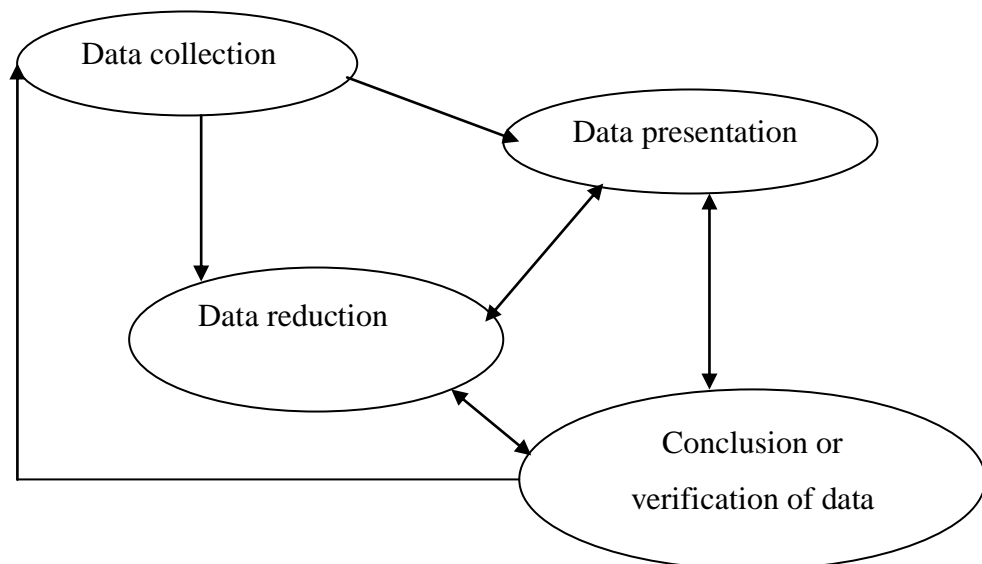 Data collection
Data presentation
Data reduction
Conclusion or
verification of data